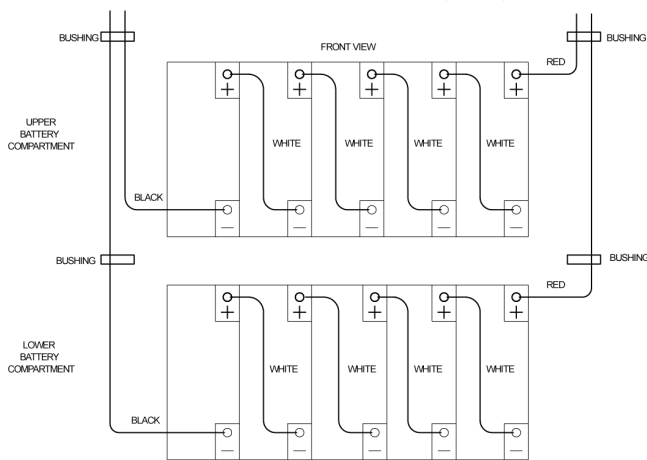 BUSHING
BUSHING
FRONT VIEW
RED
+ + + + +
UPPER
BATTERY
COMPARTMENT
WHITE WHITE WHITE WHITE
BLACK
— — — — —
BUSHING
BUSHING
RED
+ + + + +
LOWER
BATTERY
COMPARTMENT
WHITE WHITE WHITE WHITE
BLACK
— — — — —